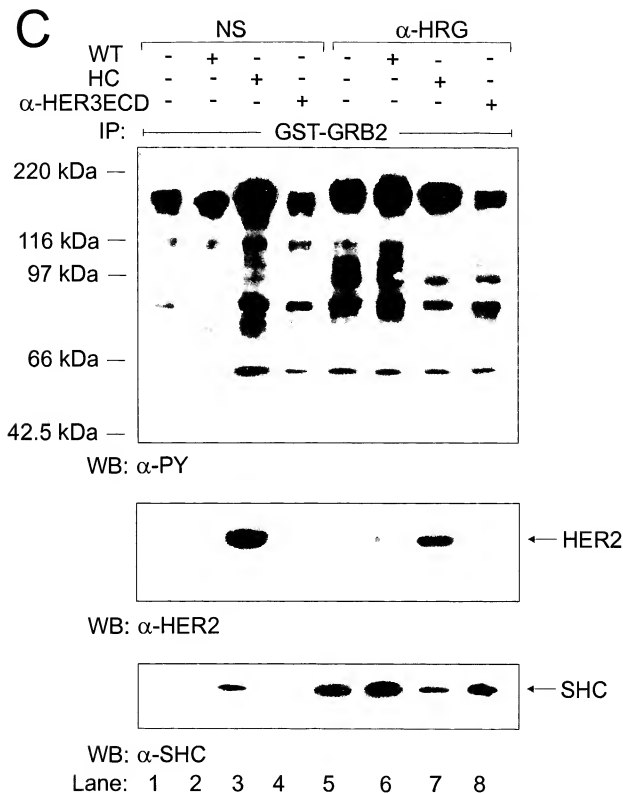 C
NS α-HRG
WT - + - - - + - -
HC - - + - - - + -
α-HER3ECD - - - + - - - +
IP: GST-GRB2
220 kDa
116 kDa
97 kDa
66 kDa
42.5 kDa
WB: α-PY
HER2
WB: α-HER2
SHC
WB: α-SHC
Lane: 1 2 3 4 5 6 7 8